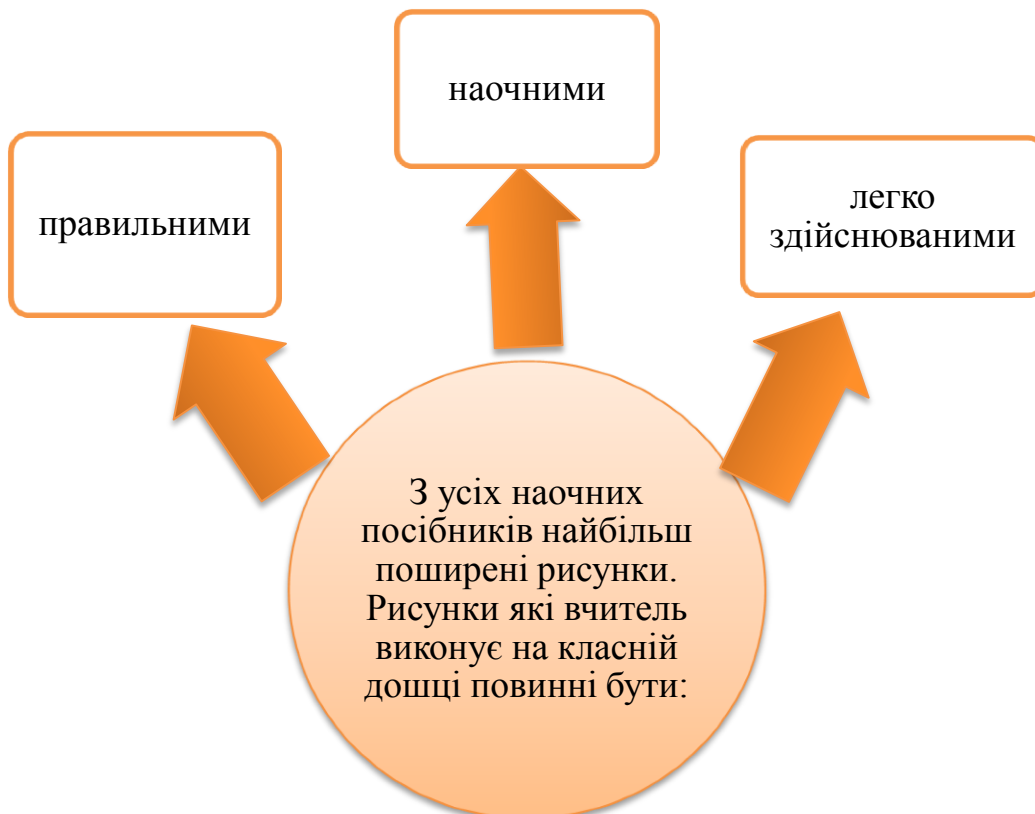 наочними
правильними
легко
здійснюваними
З усіх наочних
посібників найбільш
поширені рисунки.
Рисунки які вчитель
виконує на класній
дошці повинні бути: